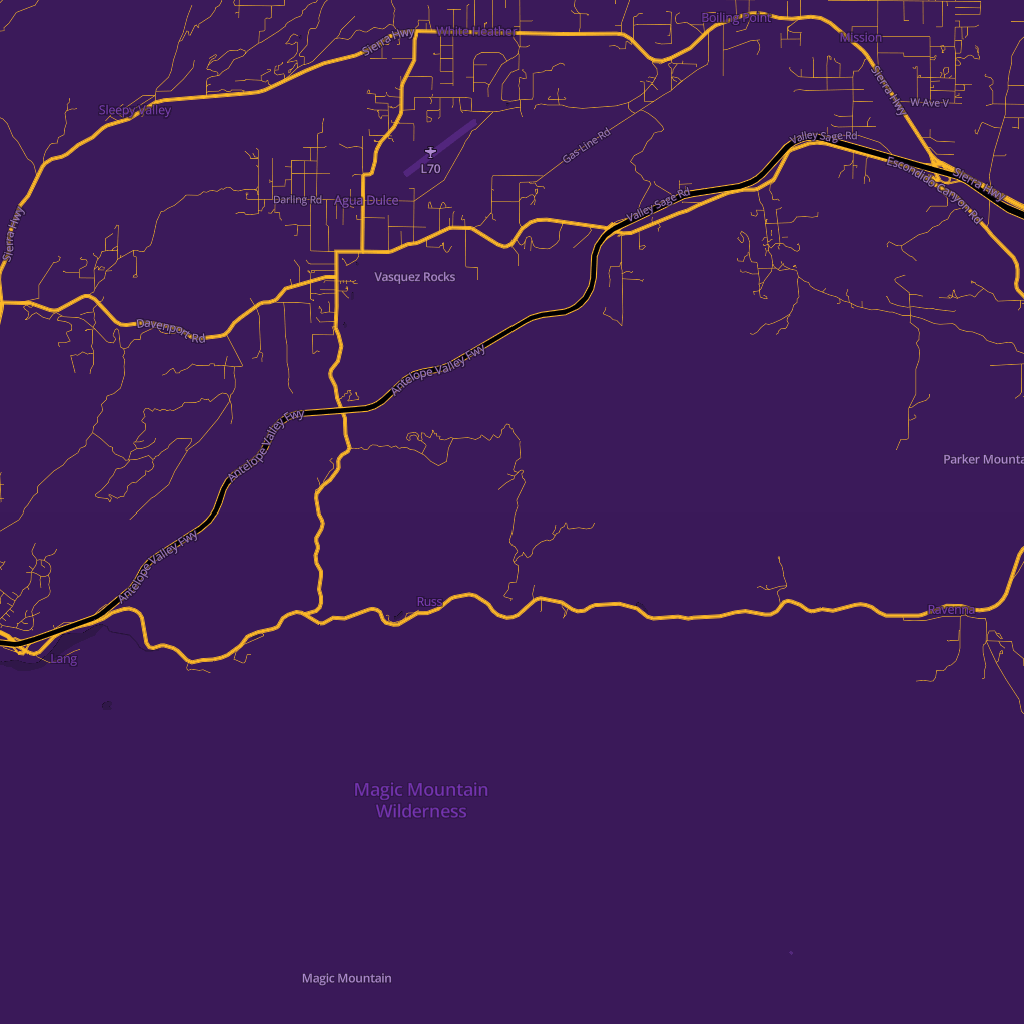 Boiling Point
White Heather
Sierra Hwy
Mission
Sierra Hwy
W Ave V
Sleepy Valley
Valley Sage Rd
Gas Line Rd
L70
Escondido Canyon Rd
Sierra Hwy
Darling Rd
Agua Dulce
Valley Sage Rd
Sierra Hwy
Vasquez Rocks
Davenport Rd
Antelope Valley Fwy
Antelope Valley Fwy
Parker Mounta
Antelope Valley Fwy
Russ
Ravenna
Lang
Magic Mountain
Wilderness
Magic Mountain